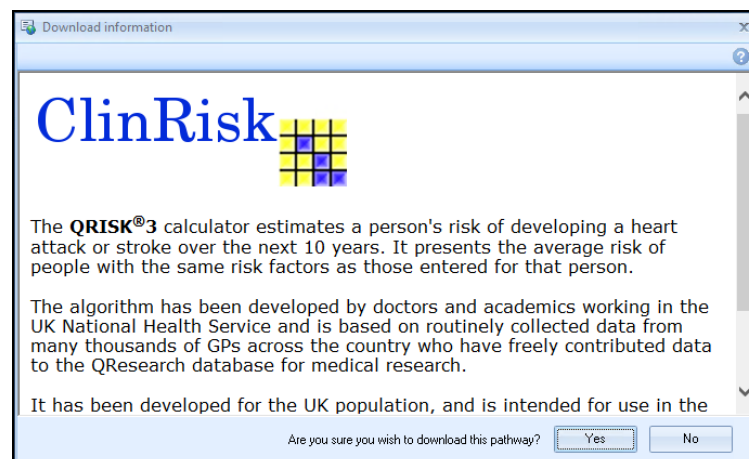 Download information
ClinRisk
The QRISK®3 calculator estimates a person's risk of developing a heart
attack or stroke over the next 10 years. It presents the average risk of
people with the same risk factors as those entered for that person.
The algorithm has been developed by doctors and academics working in the
UK National Health Service and is based on routinely collected data from
many thousands of GPs across the country who have freely contributed data
to the QResearch database for medical research.
It has been developed for the UK population, and is intended for use in the
Are you sure you wish to download this pathway? Yes No